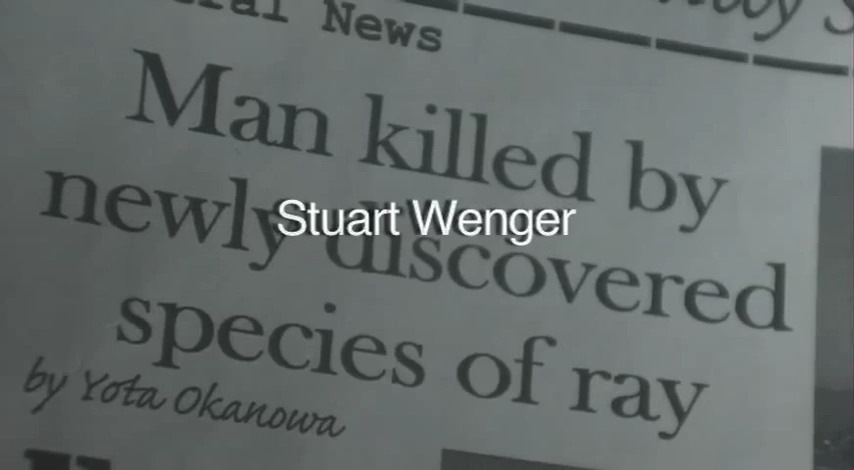 News
Man killed by
newly discovered
Stuart Wenger
species of ray
by Yota Okanowa